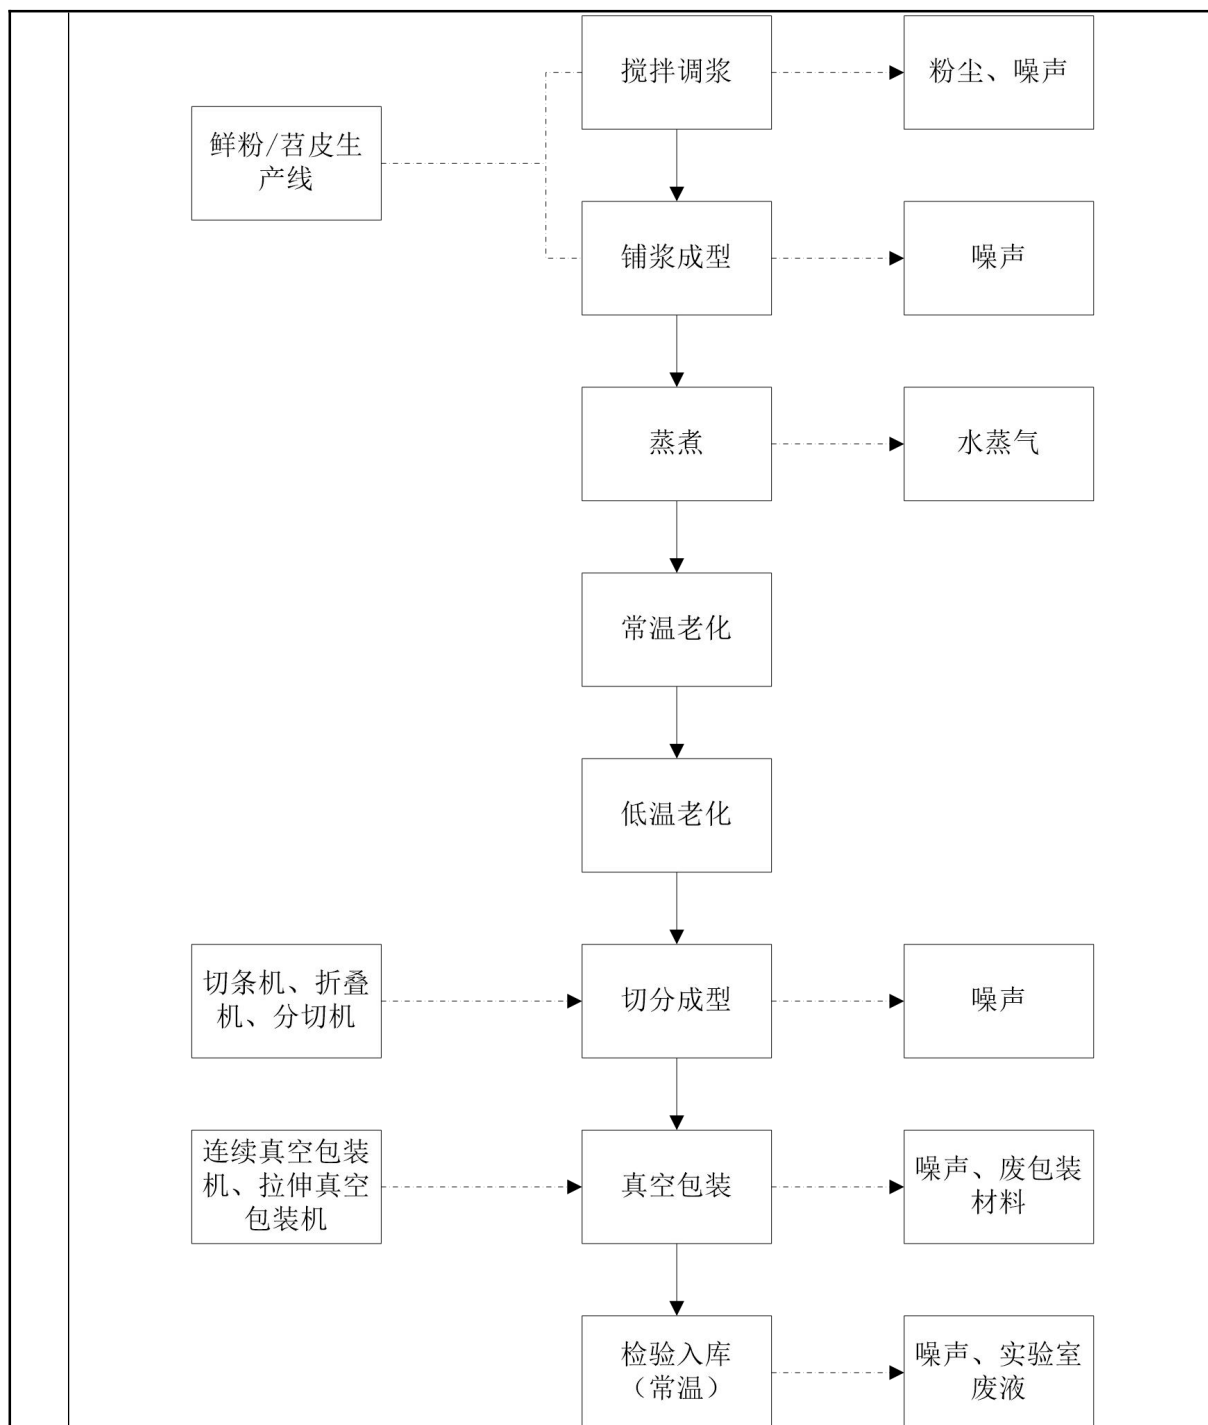 搅拌调浆
粉尘、噪声
鲜粉/苕皮生
产线
铺浆成型
噪声
蒸煮
水蒸气
常温老化
低温老化
切条机、折叠
机、分切机
切分成型
噪声
连续真空包装
机、拉伸真空
包装机
真空包装
噪声、废包装
材料
检验入库
（常温）
噪声、实验室
废液